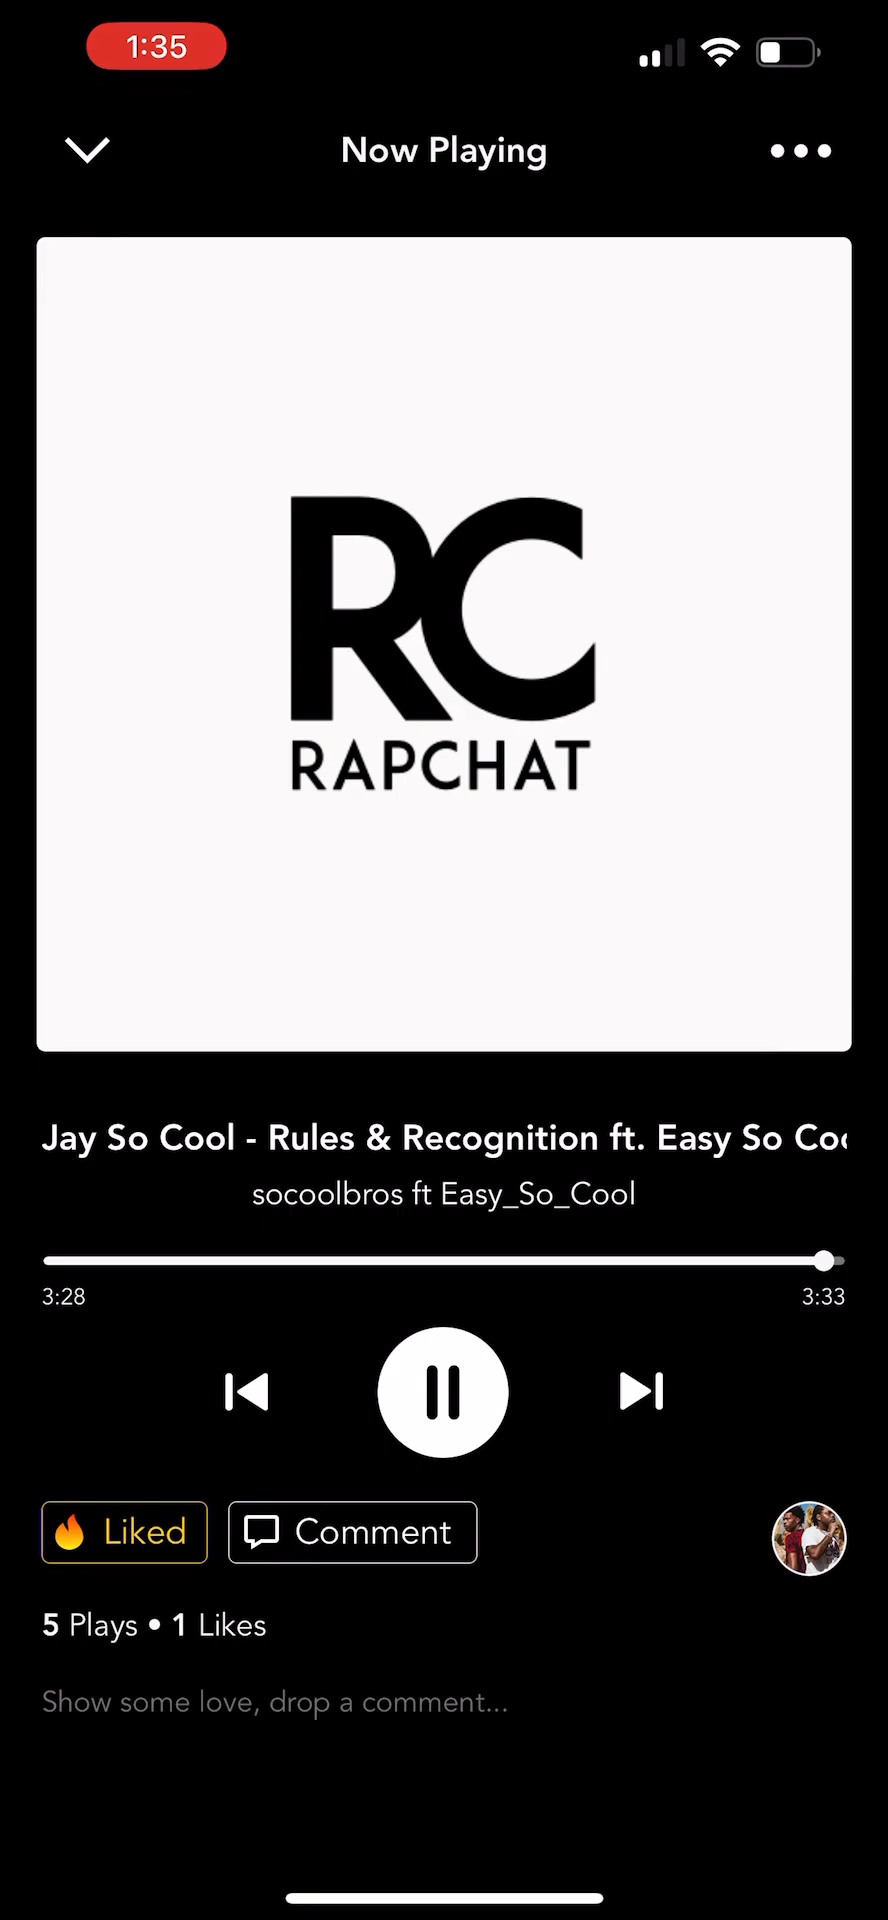 1:35
Now Playing
RC
RAPCHAT
Jay So Cool - Rules & Recognition ft. Easy So Coo
socoolbros ft Easy_So_Cool
3:28 3:33
Liked Comment
5 Plays • 1 Likes
Show some love, drop a comment...